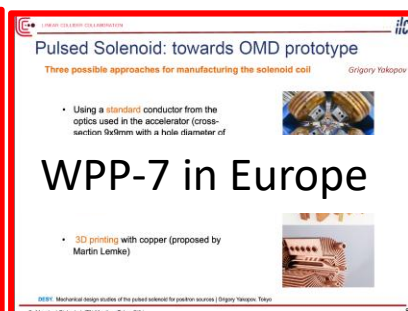 LINEAR COLLIDER COLLABORATION
ilc
Pulsed Solenoid: towards OMD prototype
Three possible approaches for manufacturing the solenoid coil
Grigory Yakopov
• Using a standard conductor from the
optics used in the accelerator (cross-
section 9x9mm with a hole diameter of
WPP-7 in Europe
• 3D printing with copper (proposed by
Martin Lemke)
DESY. Mechanical design studies of the pulsed solenoid for positron sources | Grigory Yakopov, Tokyo